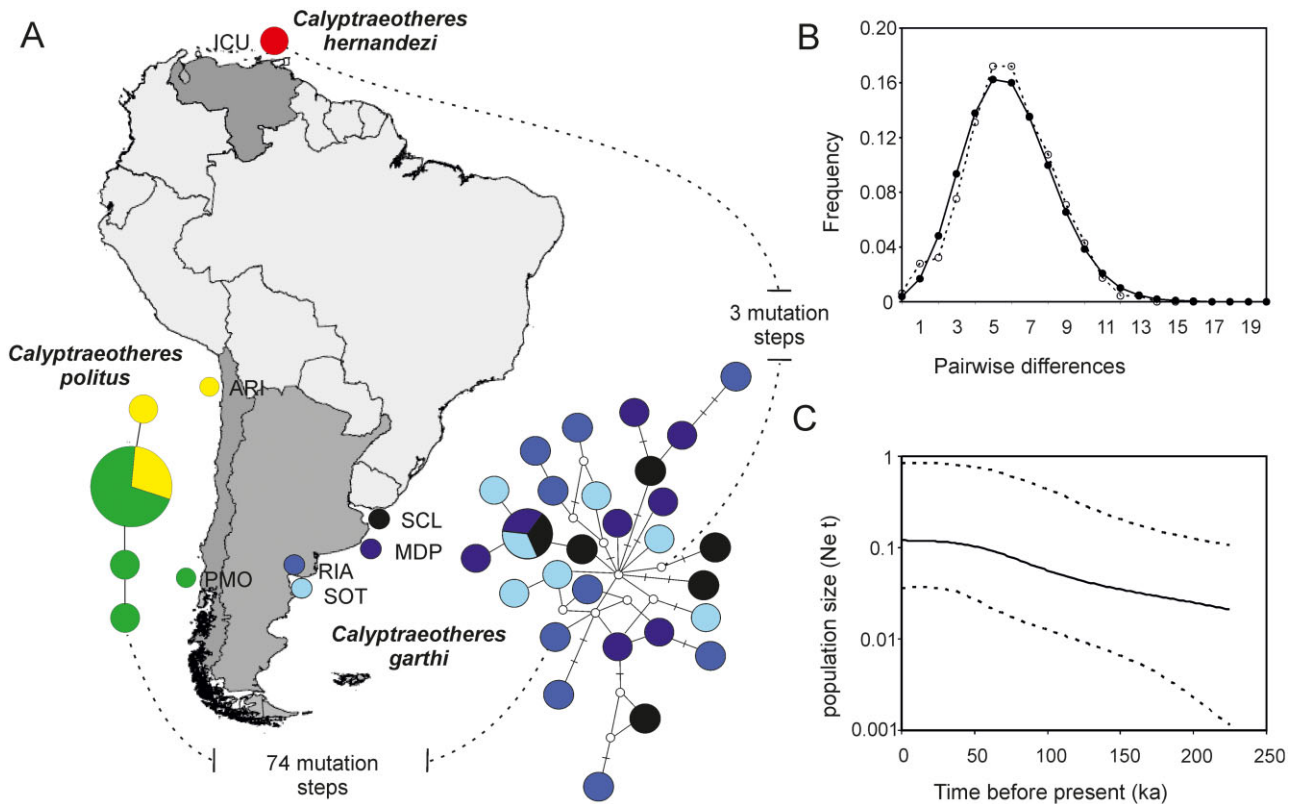 A
Calyptraeotheres
hernandezi
ICU
3 mutation
steps
Calyptraeotheres
politus
ARI
SCL
MDP
RIA
SOT
PMO
Calyptraeotheres
garthi
74 mutation
steps
B
0.20
0.16
0.12
0.08
0.04
0
Frequency
1 3 5 7 9 11 13 15 17 19
Pairwise differences
C
1
0.1
0.01
0.001
population size (Ne t)
0 50 100 150 200 250
Time before present (ka)